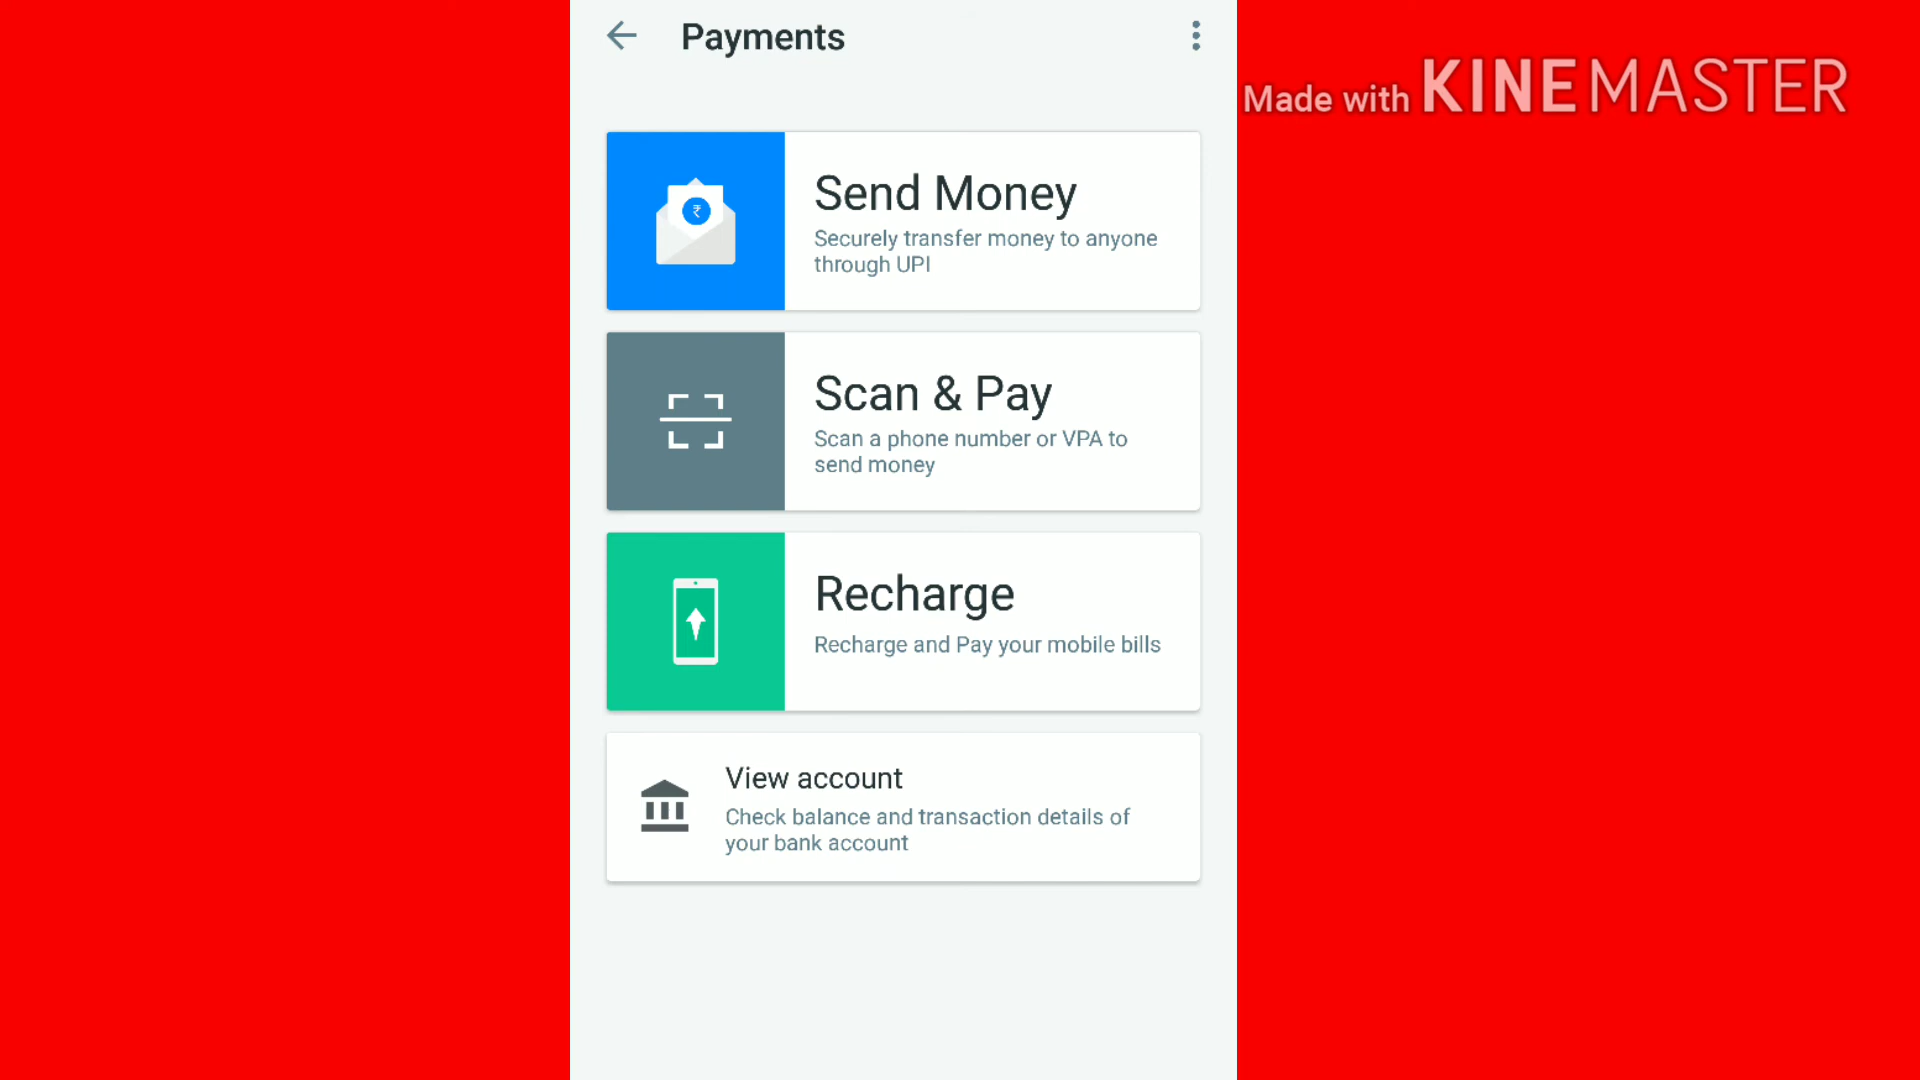 Payments
Made with KINEMASTER
₹
Send Money
Securely transfer money to anyone
through UPI
Scan & Pay
Scan a phone number or VPA to
send money
Recharge
Recharge and Pay your mobile bills
View account
Check balance and transaction details of
your bank account